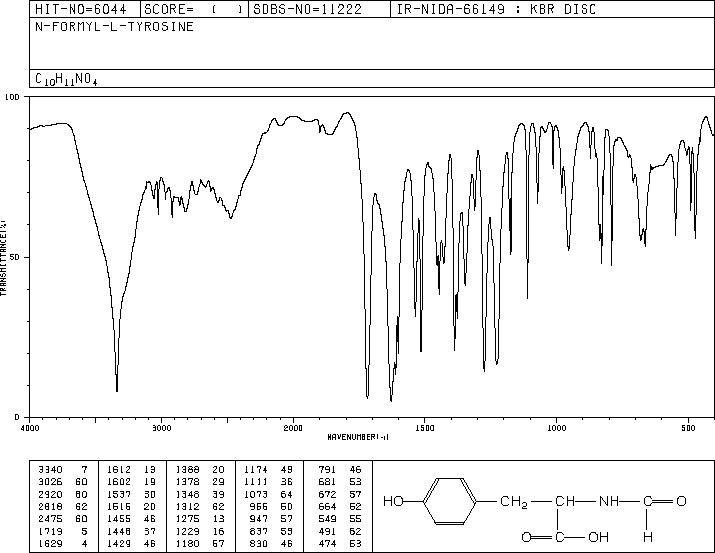 HIT-NO=6044 |SCORE= ( )|SDBS-NO=11222 |IR-NIDA-66149 : KBR DISC
N-FORMYL-L-TYROSINE
C10H11NO4
100
50
0
TRANSMITTANCE(%)
4000 3000 2000 1500 1000 500
WAVENUMBER(-1)
3340 7 1612 13 1388 20 1174 49 791 46
3026 60 1602 19 1378 29 1111 36 681 53
2920 60 1537 30 1348 39 1073 64 672 57
2818 62 1516 20 1312 62 966 50 664 52
2475 60 1455 46 1275 13 947 57 549 55
1719 5 1448 37 1229 16 837 53 491 62
1629 4 1429 46 1180 57 830 46 474 53
HO CH2 CH NH C O
C OH H
O